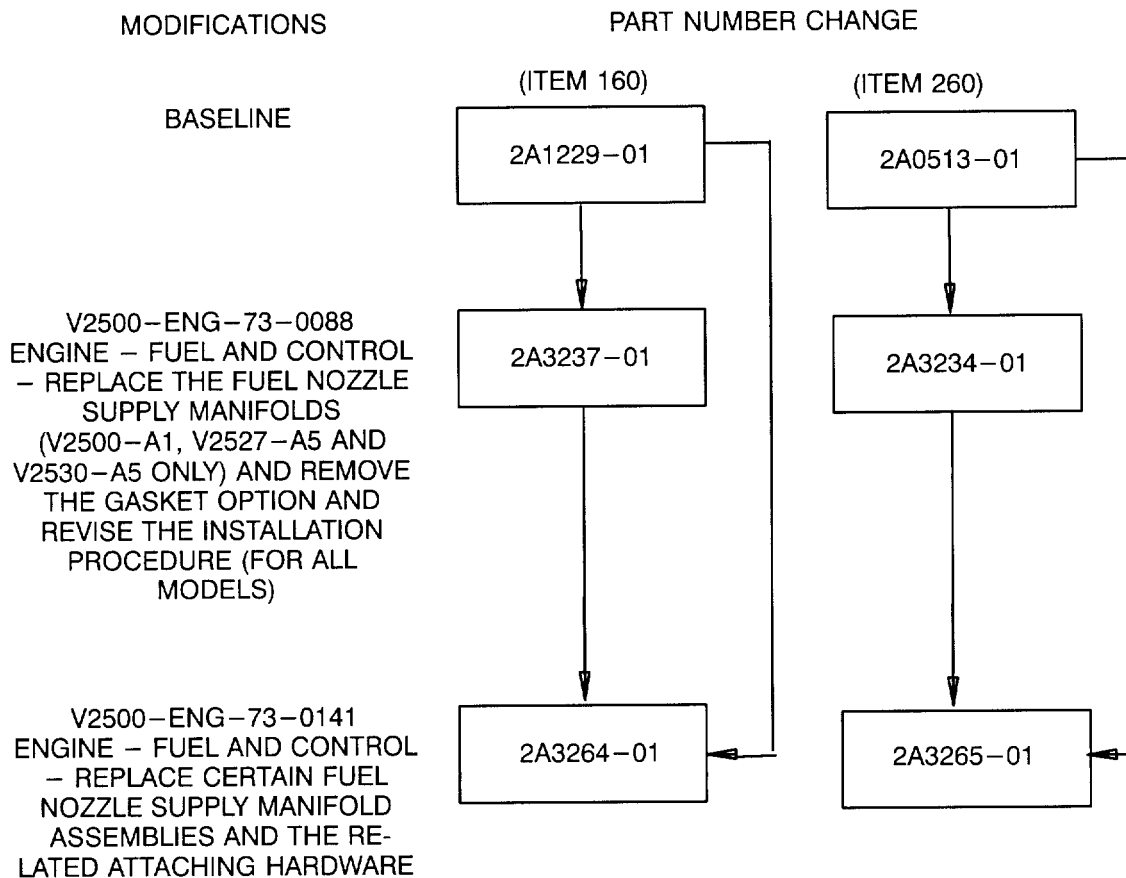 MODIFICATIONS
PART NUMBER CHANGE
(ITEM 160)
(ITEM 260)
BASELINE
2A1229-01
2A0513-01
V2500-ENG-73-0088
ENGINE - FUEL AND CONTROL
- REPLACE THE FUEL NOZZLE
SUPPLY MANIFOLDS
(V2500-A1, V2527-A5 AND
V2530-A5 ONLY) AND REMOVE
THE GASKET OPTION AND
REVISE THE INSTALLATION
PROCEDURE (FOR ALL
MODELS)
2A3237-01
2A3234-01
V2500-ENG-73-0141
ENGINE - FUEL AND CONTROL
- REPLACE CERTAIN FUEL
NOZZLE SUPPLY MANIFOLD
ASSEMBLIES AND THE RE-
LATED ATTACHING HARDWARE
2A3264-01
2A3265-01